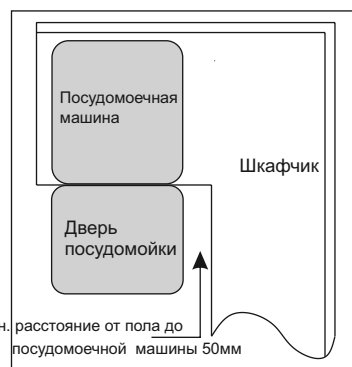 Посудомоечная
машина
Шкафчик
Дверь
посудомойки
н. расстояние от пола до
посудомоечной машины 50мм